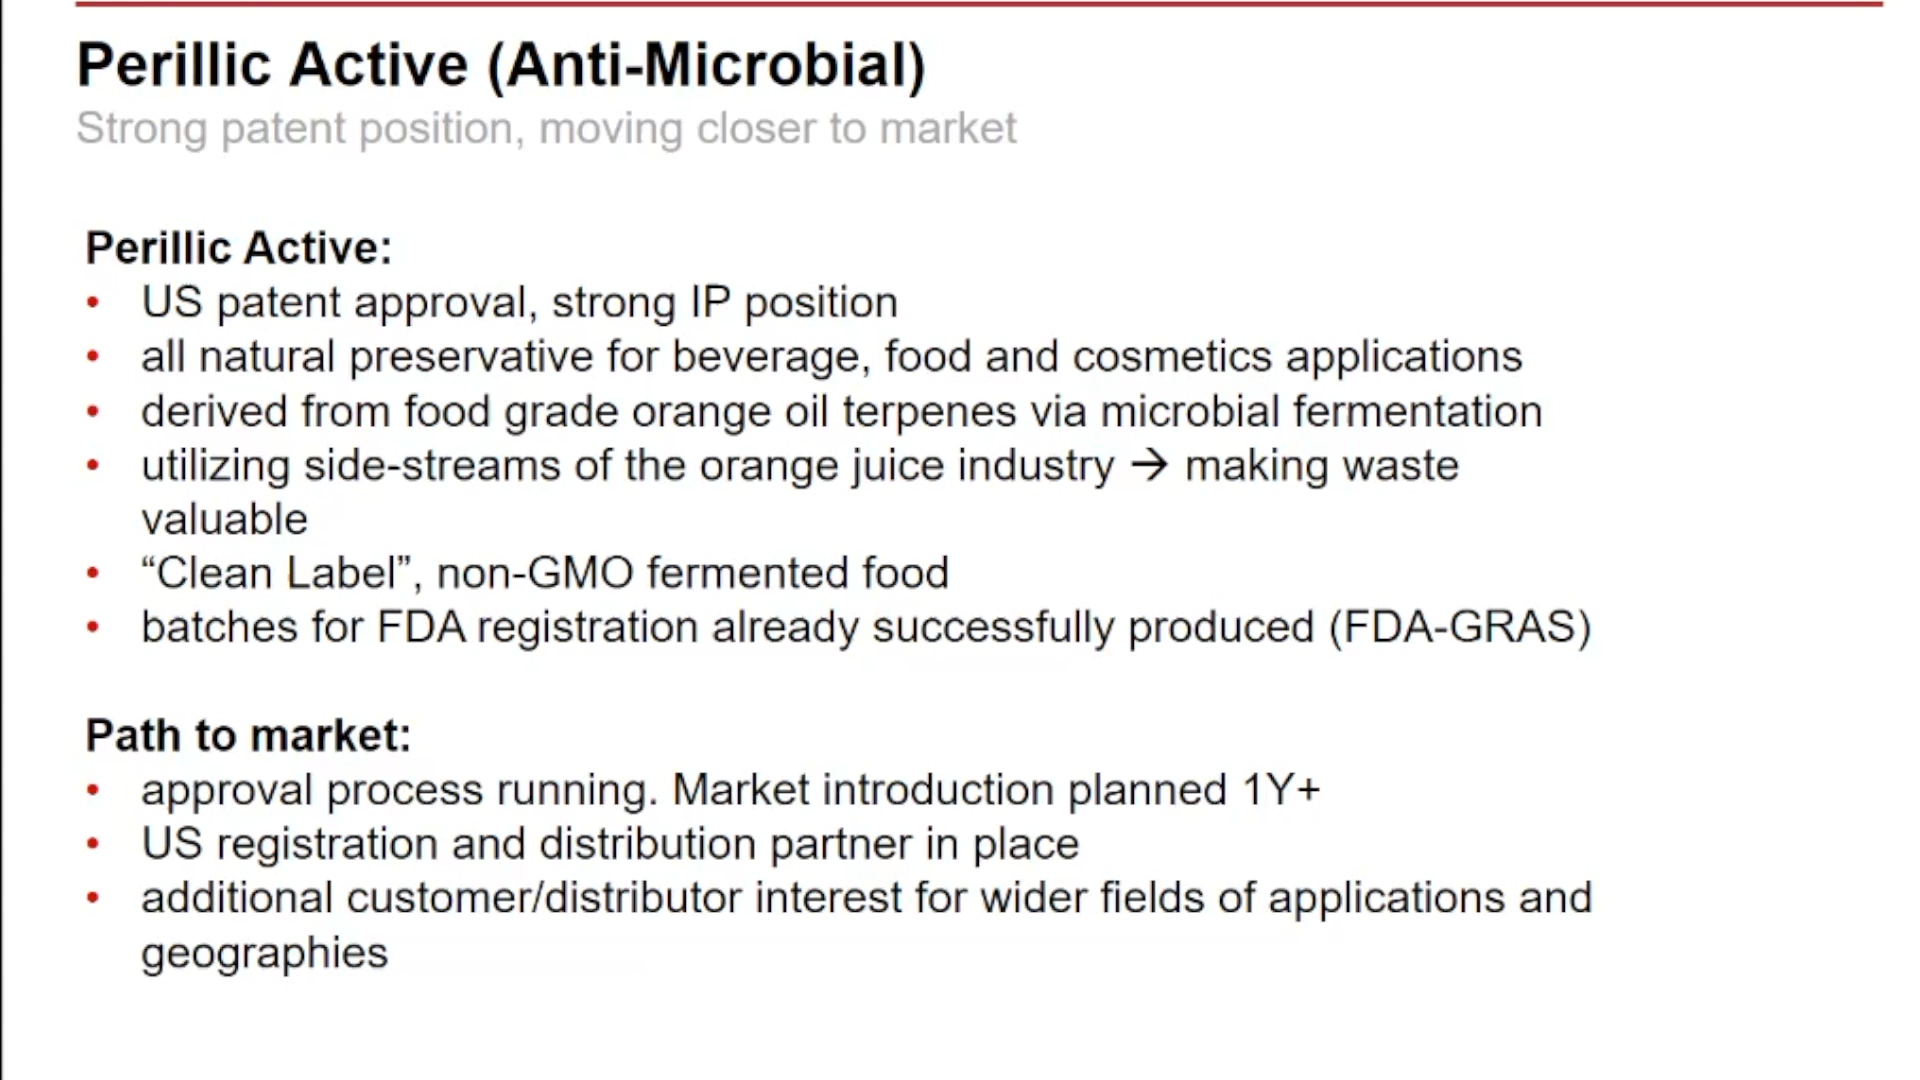 Perillic Active (Anti-Microbial)
Strong patent position, moving closer to market
Perillic Active:
• US patent approval, strong IP position
• all natural preservative for beverage, food and cosmetics applications
• derived from food grade orange oil terpenes via microbial fermentation
• utilizing side-streams of the orange juice industry → making waste
valuable
• “Clean Label”, non-GMO fermented food
• batches for FDA registration already successfully produced (FDA-GRAS)
Path to market:
• approval process running. Market introduction planned 1Y+
• US registration and distribution partner in place
• additional customer/distributor interest for wider fields of applications and
geographies